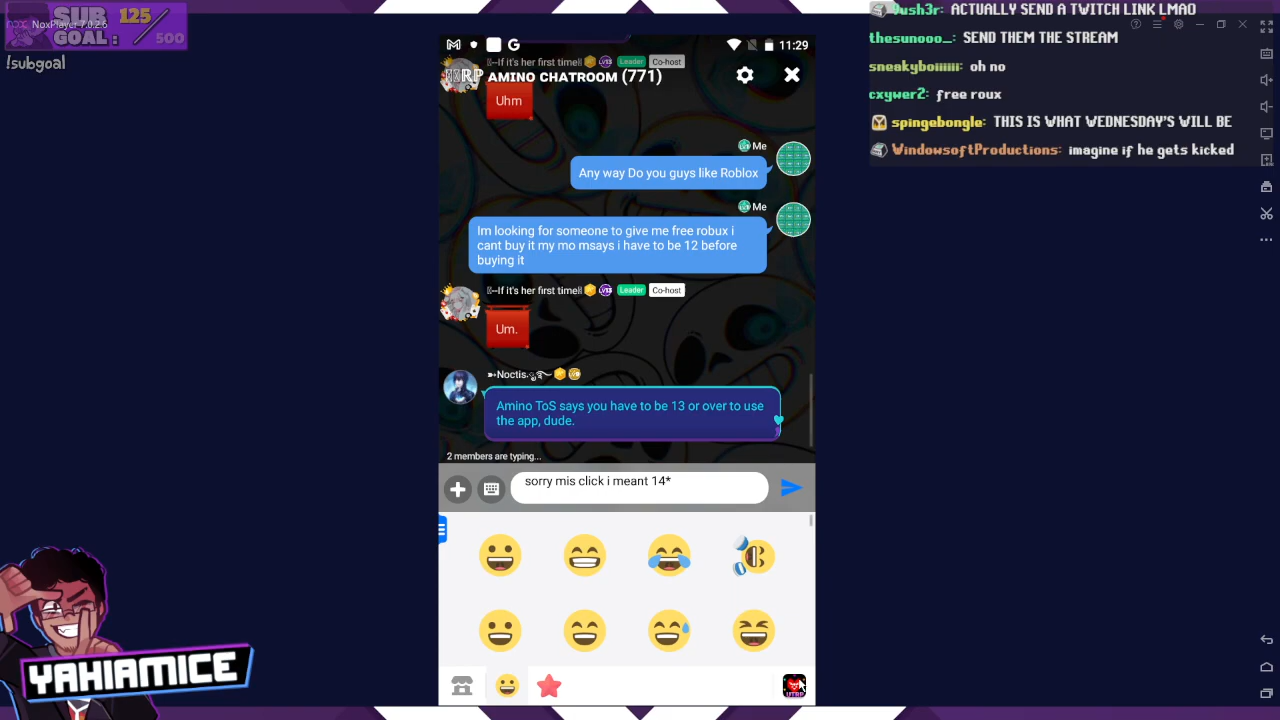 NoxPlayer 7.0.2.6
SUB 125
GOAL : 500
!subgoal
11:29
--If it's her first time!! LV13 Leader Co-host
RP AMINO CHATROOM (771)
Uhm
Me
Any way Do you guys like Roblox
Me
Im looking for someone to give me free robux i
cant buy it my mo msays i have to be 12 before
buying it
--If it's her first time!! LV13 Leader Co-host
Um.
➳Noctis
Amino ToS says you have to be 13 or over to use
the app, dude.
2 members are typing...
sorry mis click i meant 14*
UTRP
YAHIAMICE
9ush3r: ACTUALLY SEND A TWITCH LINK LMAO
thesunooo_: SEND THEM THE STREAM
sneakyboiiiiii: oh no
cxywer2: free roux
spingebongle: THIS IS WHAT WEDNESDAY'S WILL BE
WindowsoftProductions: imagine if he gets kicked